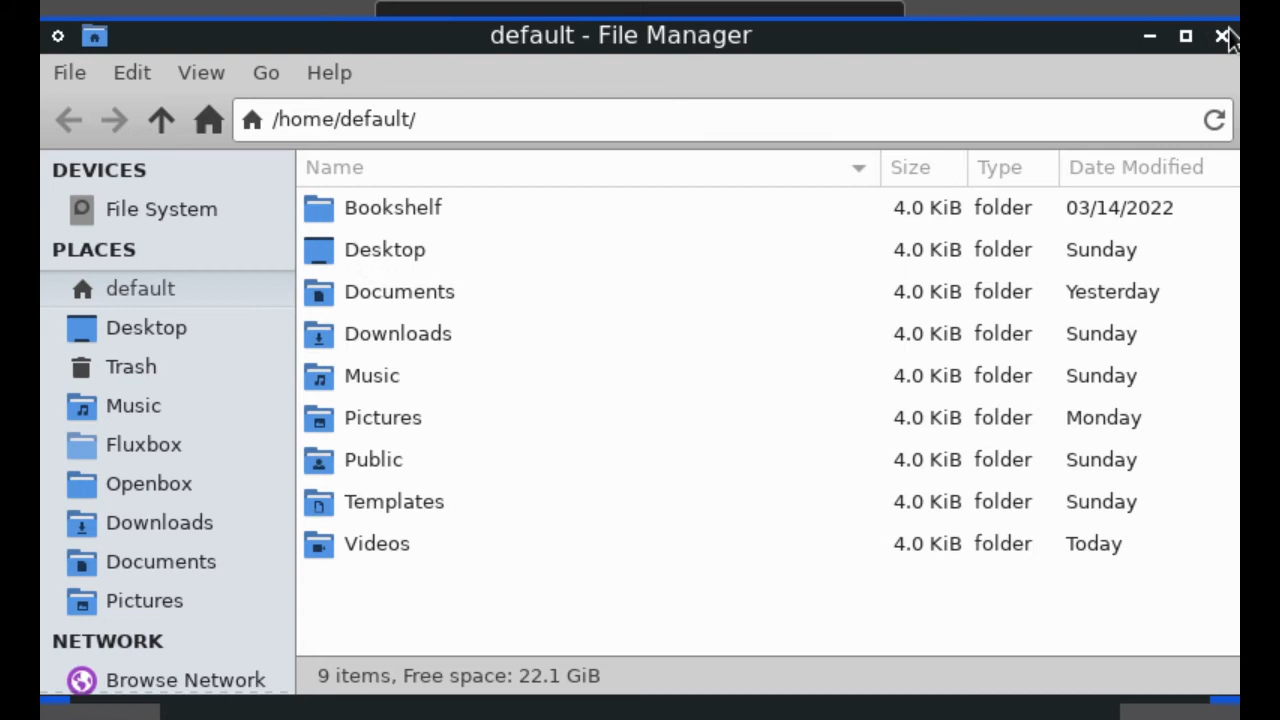 default - File Manager
File Edit View Go Help
/home/default/
DEVICES
File System
PLACES
default
Desktop
Trash
Music
Fluxbox
Openbox
Downloads
Documents
Pictures
NETWORK
Browse Network
Name Size Type Date Modified
Bookshelf 4.0 KiB folder 03/14/2022
Desktop 4.0 KiB folder Sunday
Documents 4.0 KiB folder Yesterday
Downloads 4.0 KiB folder Sunday
Music 4.0 KiB folder Sunday
Pictures 4.0 KiB folder Monday
Public 4.0 KiB folder Sunday
Templates 4.0 KiB folder Sunday
Videos 4.0 KiB folder Today
9 items, Free space: 22.1 GiB